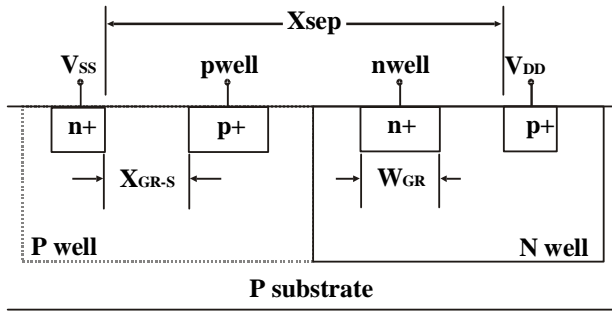 Xsep
VSS pwell nwell VDD
n+ p+ n+ p+
XGR-S WGR
P well N well
P substrate